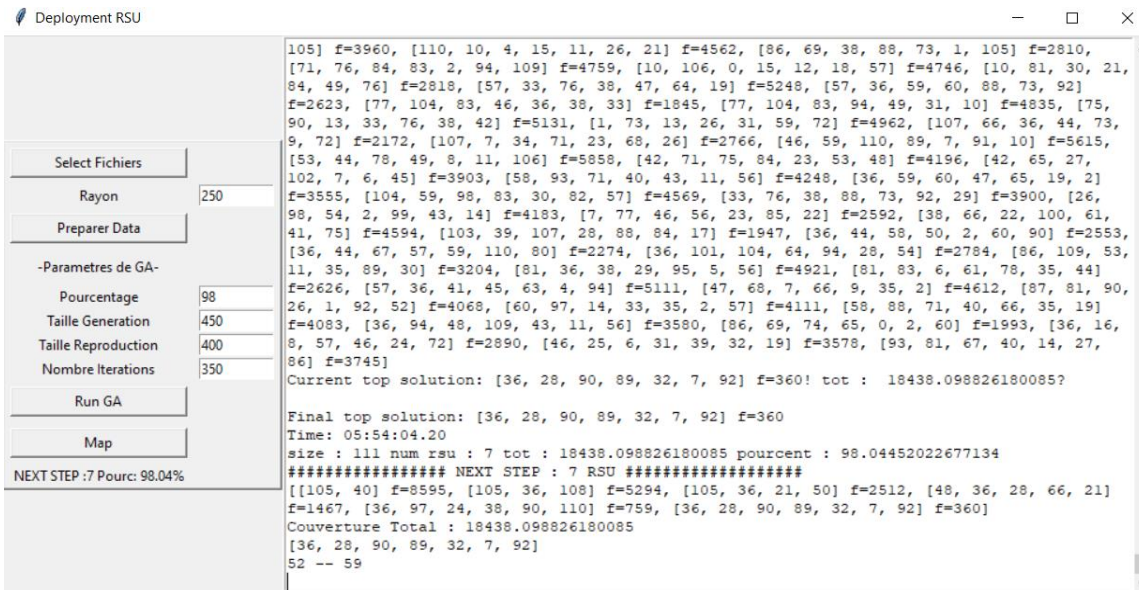 Deployment RSU
Select Fichiers
Rayon 250
Preparer Data
-Parametres de GA-
Pourcentage 98
Taille Generation 450
Taille Reproduction 400
Nombre Iterations 350
Run GA
Map
NEXT STEP :7 Pourc: 98.04%
105] f=3960, [110, 10, 4, 15, 11, 26, 21] f=4562, [86, 69, 38, 88, 73, 1, 105] f=2810,
[71, 76, 84, 83, 2, 94, 109] f=4759, [10, 106, 0, 15, 12, 18, 57] f=4746, [10, 81, 30, 21,
84, 49, 76] f=2818, [57, 33, 76, 38, 47, 64, 19] f=5248, [57, 36, 59, 60, 88, 73, 92]
f=2623, [77, 104, 83, 46, 36, 38, 33] f=1845, [77, 104, 83, 94, 49, 31, 10] f=4835, [75,
90, 13, 33, 76, 38, 42] f=5131, [1, 73, 13, 26, 31, 59, 72] f=4962, [107, 66, 36, 44, 73,
9, 72] f=2172, [107, 7, 34, 71, 23, 68, 26] f=2766, [46, 59, 110, 89, 7, 91, 10] f=5615,
[53, 44, 78, 49, 8, 11, 106] f=5858, [42, 71, 75, 84, 23, 53, 48] f=4196, [42, 65, 27,
102, 7, 6, 45] f=3903, [58, 93, 71, 40, 43, 11, 56] f=4248, [36, 59, 60, 47, 65, 19, 2]
f=3555, [104, 59, 98, 83, 30, 82, 57] f=4569, [33, 76, 38, 88, 73, 92, 29] f=3900, [26,
98, 54, 2, 99, 43, 14] f=4183, [7, 77, 46, 56, 23, 85, 22] f=2592, [38, 66, 22, 100, 61,
41, 75] f=4594, [103, 39, 107, 28, 88, 84, 17] f=1947, [36, 44, 58, 50, 2, 60, 90] f=2553,
[36, 44, 67, 57, 59, 110, 80] f=2274, [36, 101, 104, 64, 94, 28, 54] f=2784, [86, 109, 53,
11, 35, 89, 30] f=3204, [81, 36, 38, 29, 95, 5, 56] f=4921, [81, 83, 6, 61, 78, 35, 44]
f=2626, [57, 36, 41, 45, 63, 4, 94] f=5111, [47, 68, 7, 66, 9, 35, 2] f=4612, [87, 81, 90,
26, 1, 92, 52] f=4068, [60, 97, 14, 33, 35, 2, 57] f=4111, [58, 88, 71, 40, 66, 35, 19]
f=4083, [36, 94, 48, 109, 43, 11, 56] f=3580, [86, 69, 74, 65, 0, 2, 60] f=1993, [36, 16,
8, 57, 46, 24, 72] f=2890, [46, 25, 6, 31, 39, 32, 19] f=3578, [93, 81, 67, 40, 14, 27,
86] f=3745]
Current top solution: [36, 28, 90, 89, 32, 7, 92] f=360! tot :  18438.098826180085?
Final top solution: [36, 28, 90, 89, 32, 7, 92] f=360
Time: 05:54:04.20
size : 111 num rsu : 7 tot : 18438.098826180085 pourcent : 98.04452022677134
################# NEXT STEP : 7 RSU ###################
[[105, 40] f=8595, [105, 36, 108] f=5294, [105, 36, 21, 50] f=2512, [48, 36, 28, 66, 21]
f=1467, [36, 97, 24, 38, 90, 110] f=759, [36, 28, 90, 89, 32, 7, 92] f=360]
Couverture Total : 18438.098826180085
[36, 28, 90, 89, 32, 7, 92]
52 -- 59